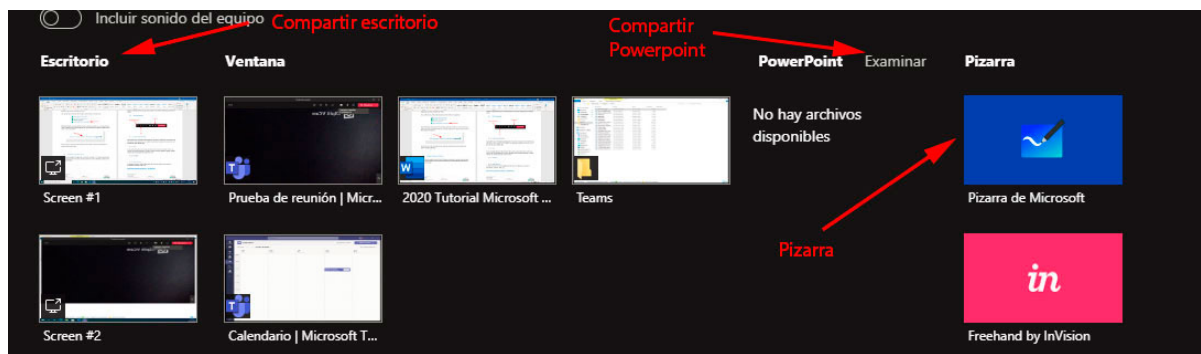 Incluir sonido del equipo
Compartir escritorio
Compartir
Powerpoint
Escritorio
Ventana
PowerPoint
Examinar
Pizarra
No hay archivos
disponibles
Screen #1
Prueba de reunión | Micr...
2020 Tutorial Microsoft ...
Teams
Pizarra de Microsoft
Pizarra
in
Screen #2
Calendario | Microsoft T...
Freehand by InVision